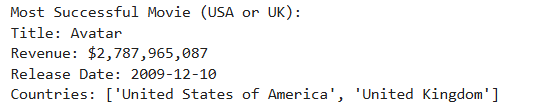 Most Successful Movie (USA or UK):
Title: Avatar
Revenue: $2,787,965,087
Release Date: 2009-12-10
Countries: ['United States of America', 'United Kingdom']